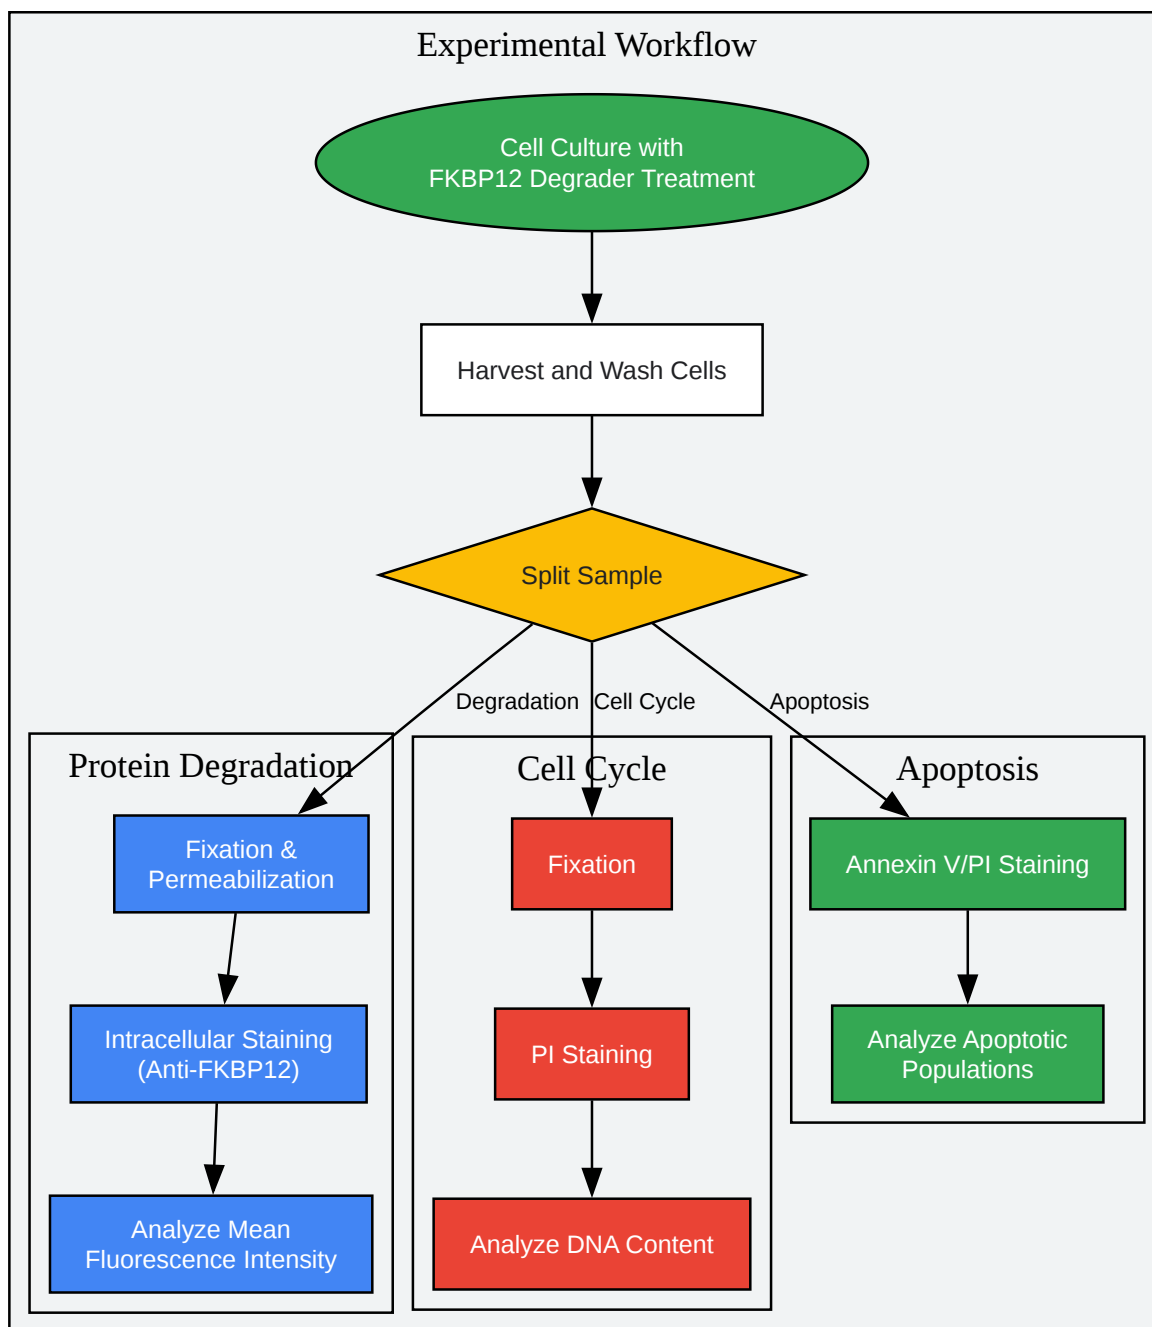 Experimental Workflow
Cell Culture with
FKBP12 Degrader Treatment
Harvest and Wash Cells
Split Sample
Degradation
Cell Cycle
Apoptosis
Protein Degradation
Fixation &
Permeabilization
Intracellular Staining
(Anti-FKBP12)
Analyze Mean
Fluorescence Intensity
Cell Cycle
Fixation
PI Staining
Analyze DNA Content
Apoptosis
Annexin V/PI Staining
Analyze Apoptotic
Populations